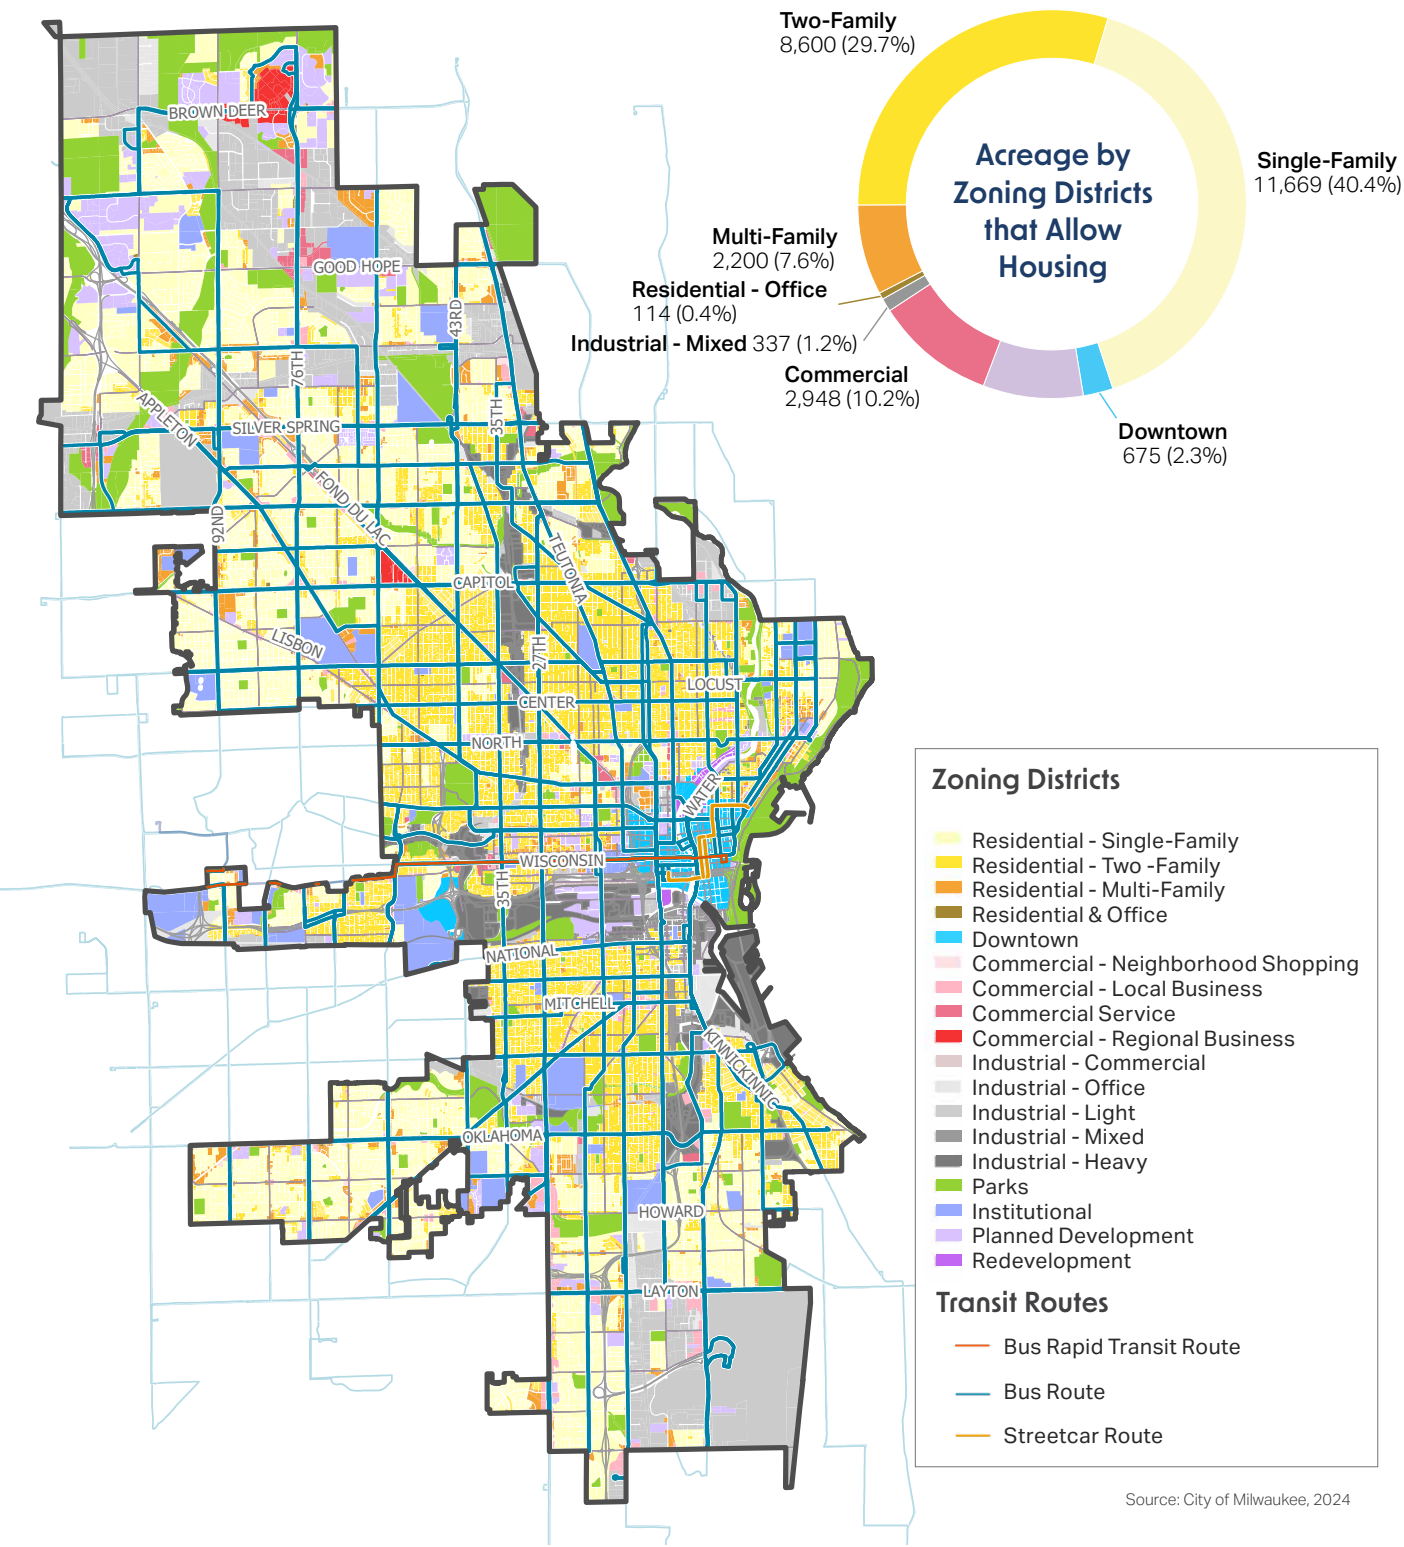 Two-Family
8,600 (29.7%)
Acreage by
Zoning Districts
that Allow
Housing
Single-Family
11,669 (40.4%)
Multi-Family
2,200 (7.6%)
Residential - Office
114 (0.4%)
Industrial - Mixed 337 (1.2%)
Commercial
2,948 (10.2%)
Downtown
675 (2.3%)
BROWN DEER
GOOD HOPE
43RD
76TH
APPLETON
SILVER SPRING
35TH
FOND DU LAC
92ND
TEUTONIA
CAPITOL
LISBON
27TH
LOCUST
CENTER
NORTH
WATER
WISCONSIN
35TH
NATIONAL
MITCHELL
KINNICKINNIC
OKLAHOMA
HOWARD
LAYTON
Zoning Districts
Residential - Single-Family
Residential - Two -Family
Residential - Multi-Family
Residential & Office
Downtown
Commercial - Neighborhood Shopping
Commercial - Local Business
Commercial Service
Commercial - Regional Business
Industrial - Commercial
Industrial - Office
Industrial - Light
Industrial - Mixed
Industrial - Heavy
Parks
Institutional
Planned Development
Redevelopment
Transit Routes
Bus Rapid Transit Route
Bus Route
Streetcar Route
Source: City of Milwaukee, 2024